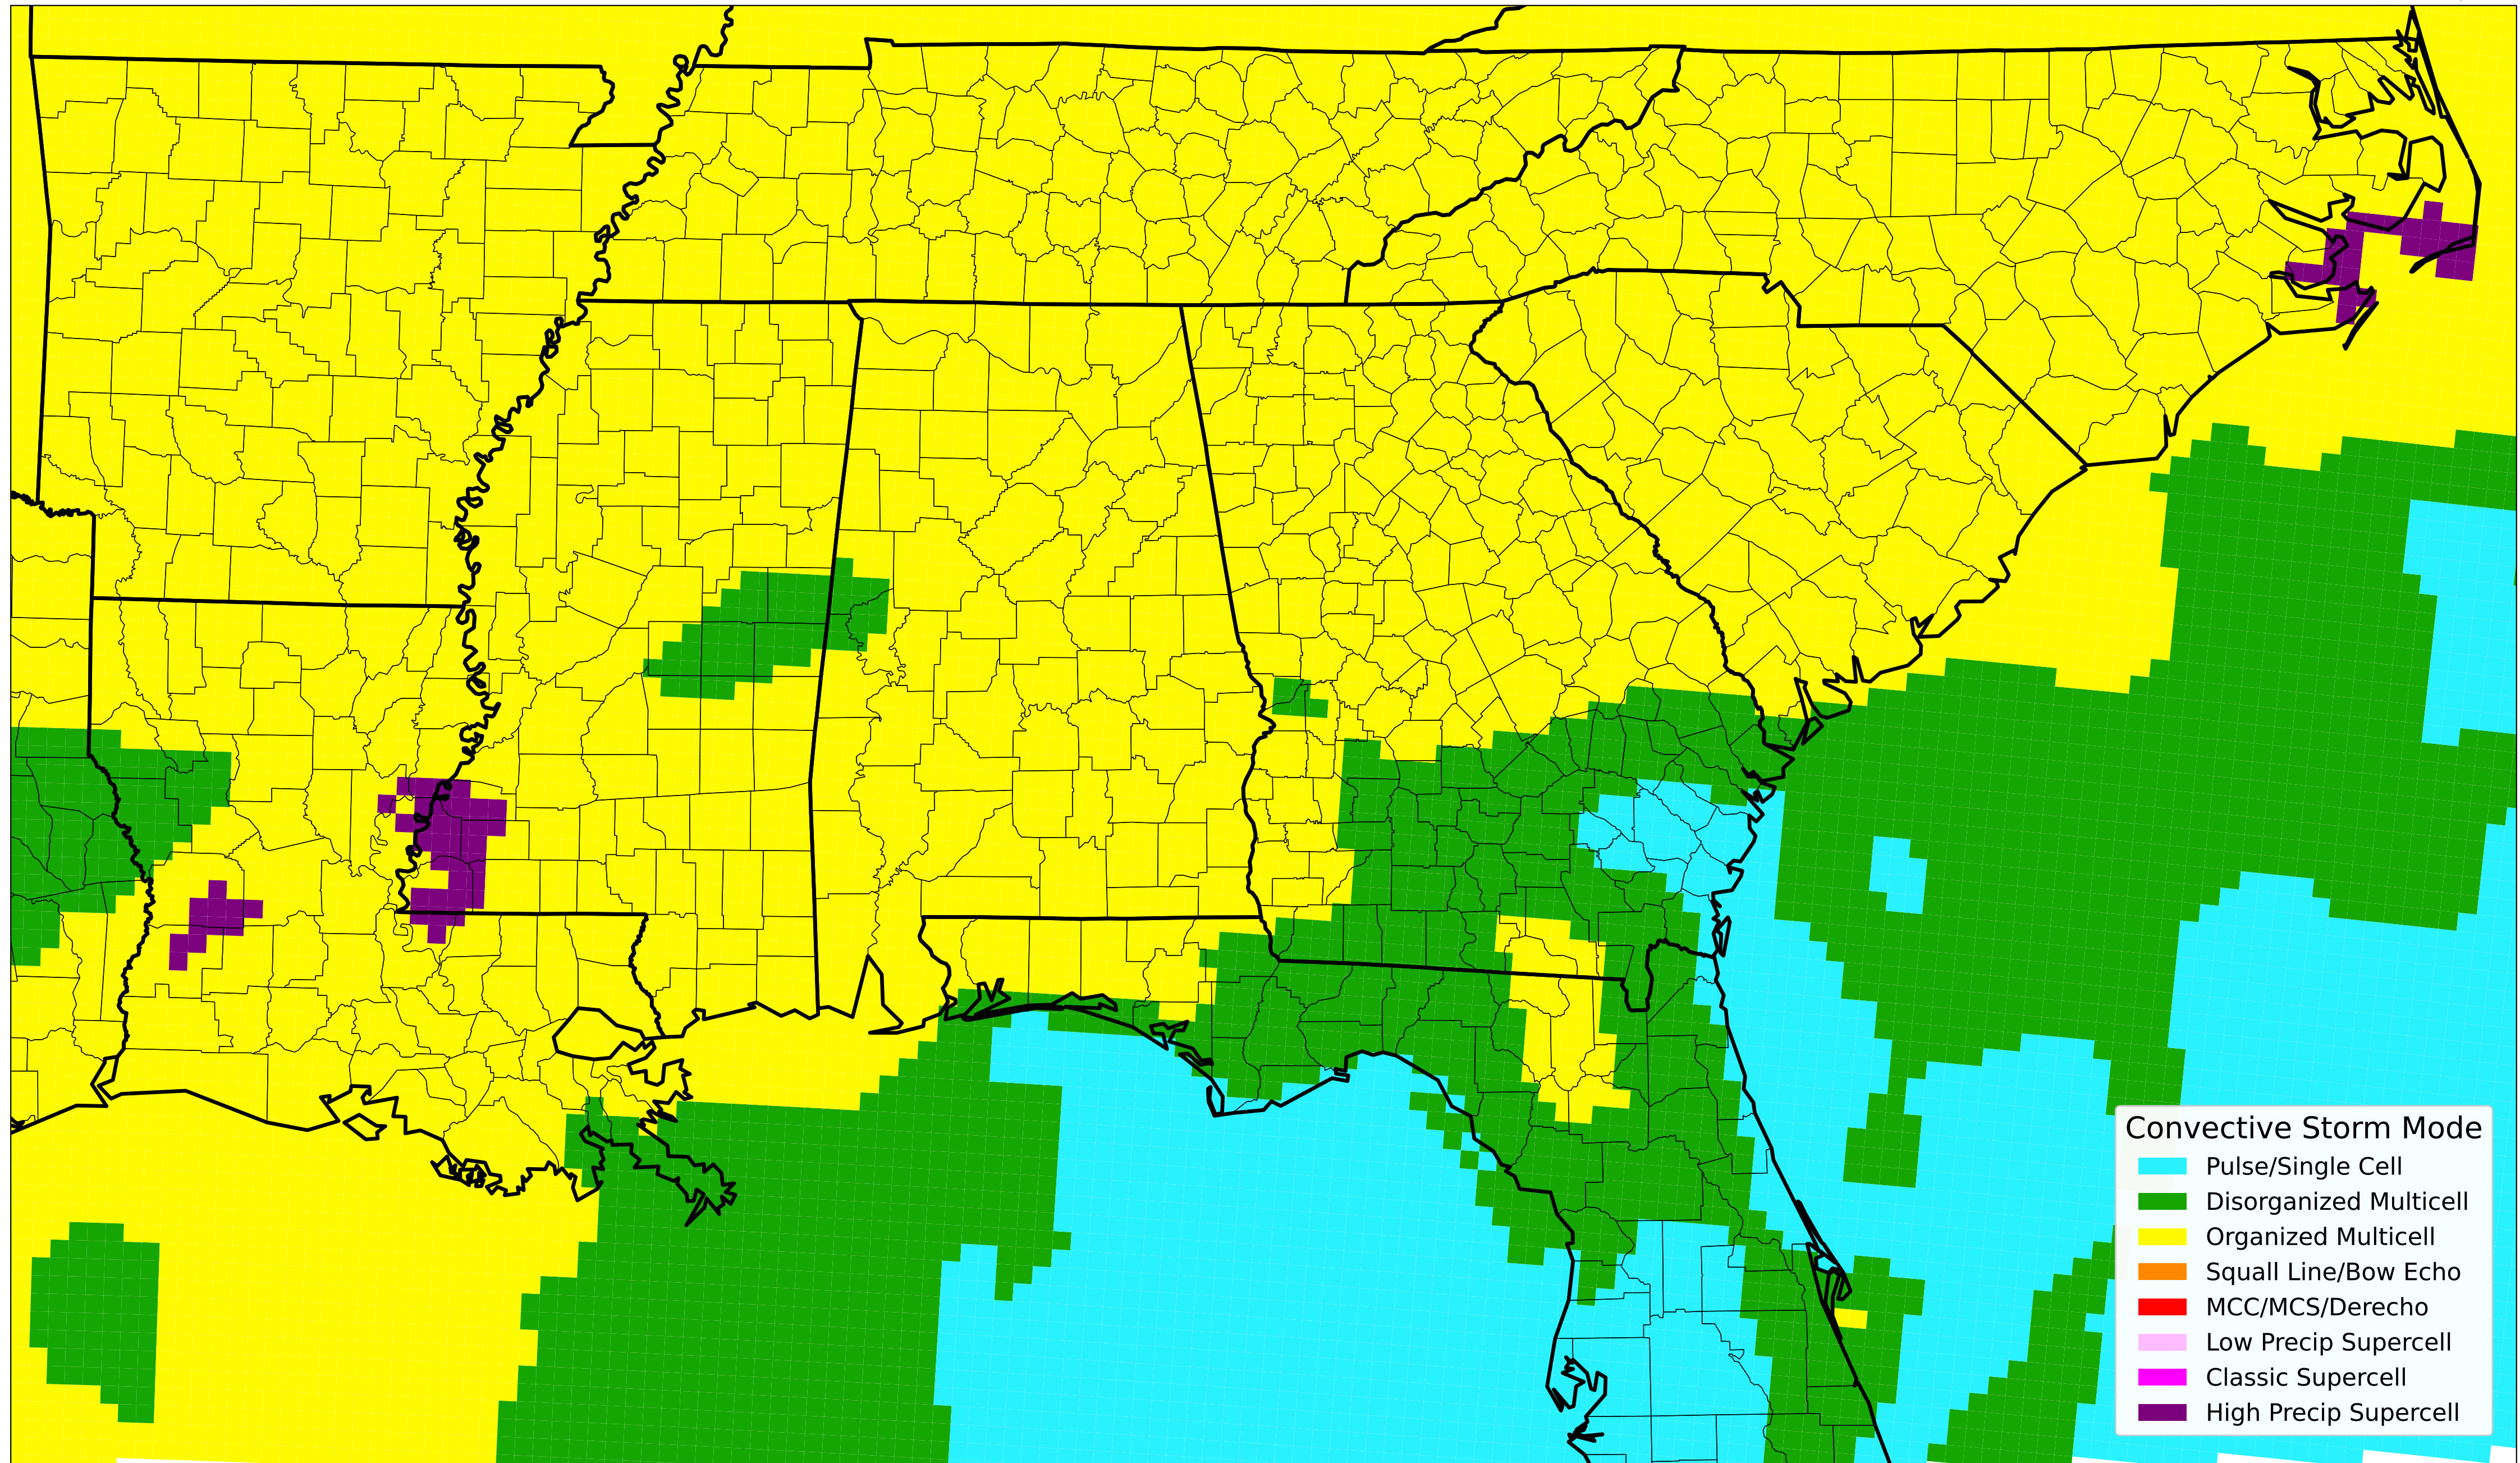 Convective Storm Mode
Pulse/Single Cell
Disorganized Multicell
Organized Multicell
Squall Line/Bow Echo
MCC/MCS/Derecho
Low Precip Supercell
Classic Supercell
High Precip Supercell